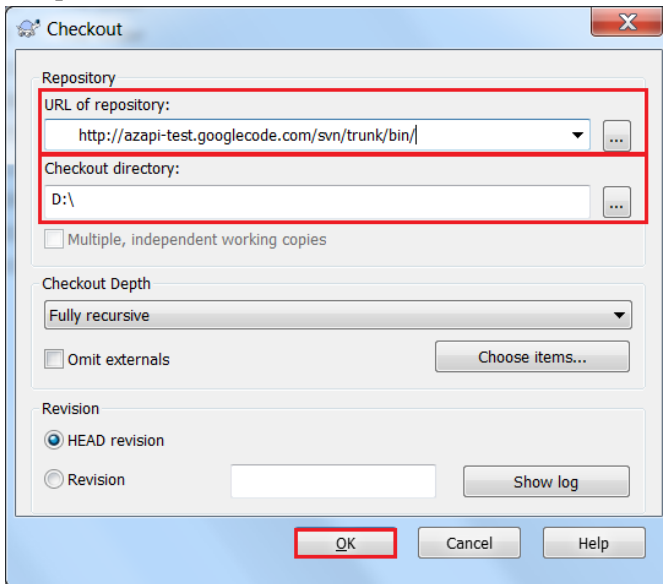 Checkout
Repository
URL of repository:
http://azapi-test.googlecode.com/svn/trunk/bin/
...
Checkout directory:
D:\
...
Multiple, independent working copies
Checkout Depth
Fully recursive
Omit externals
Choose items...
Revision
HEAD revision
Revision
Show log
OK
Cancel
Help